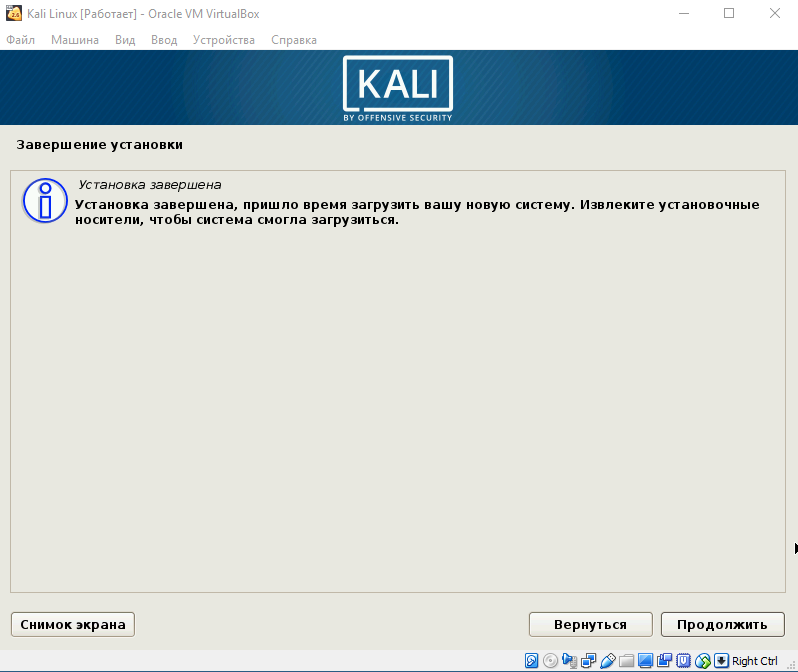 Kali Linux [Работает] - Oracle VM VirtualBox
Файл Машина Вид Ввод Устройства Справка
KALI
BY OFFENSIVE SECURITY
Завершение установки
Установка завершена
Установка завершена, пришло время загрузить вашу новую систему. Извлеките установочные
носители, чтобы система смогла загрузиться.
Снимок экрана Вернуться Продолжить
Right Ctrl